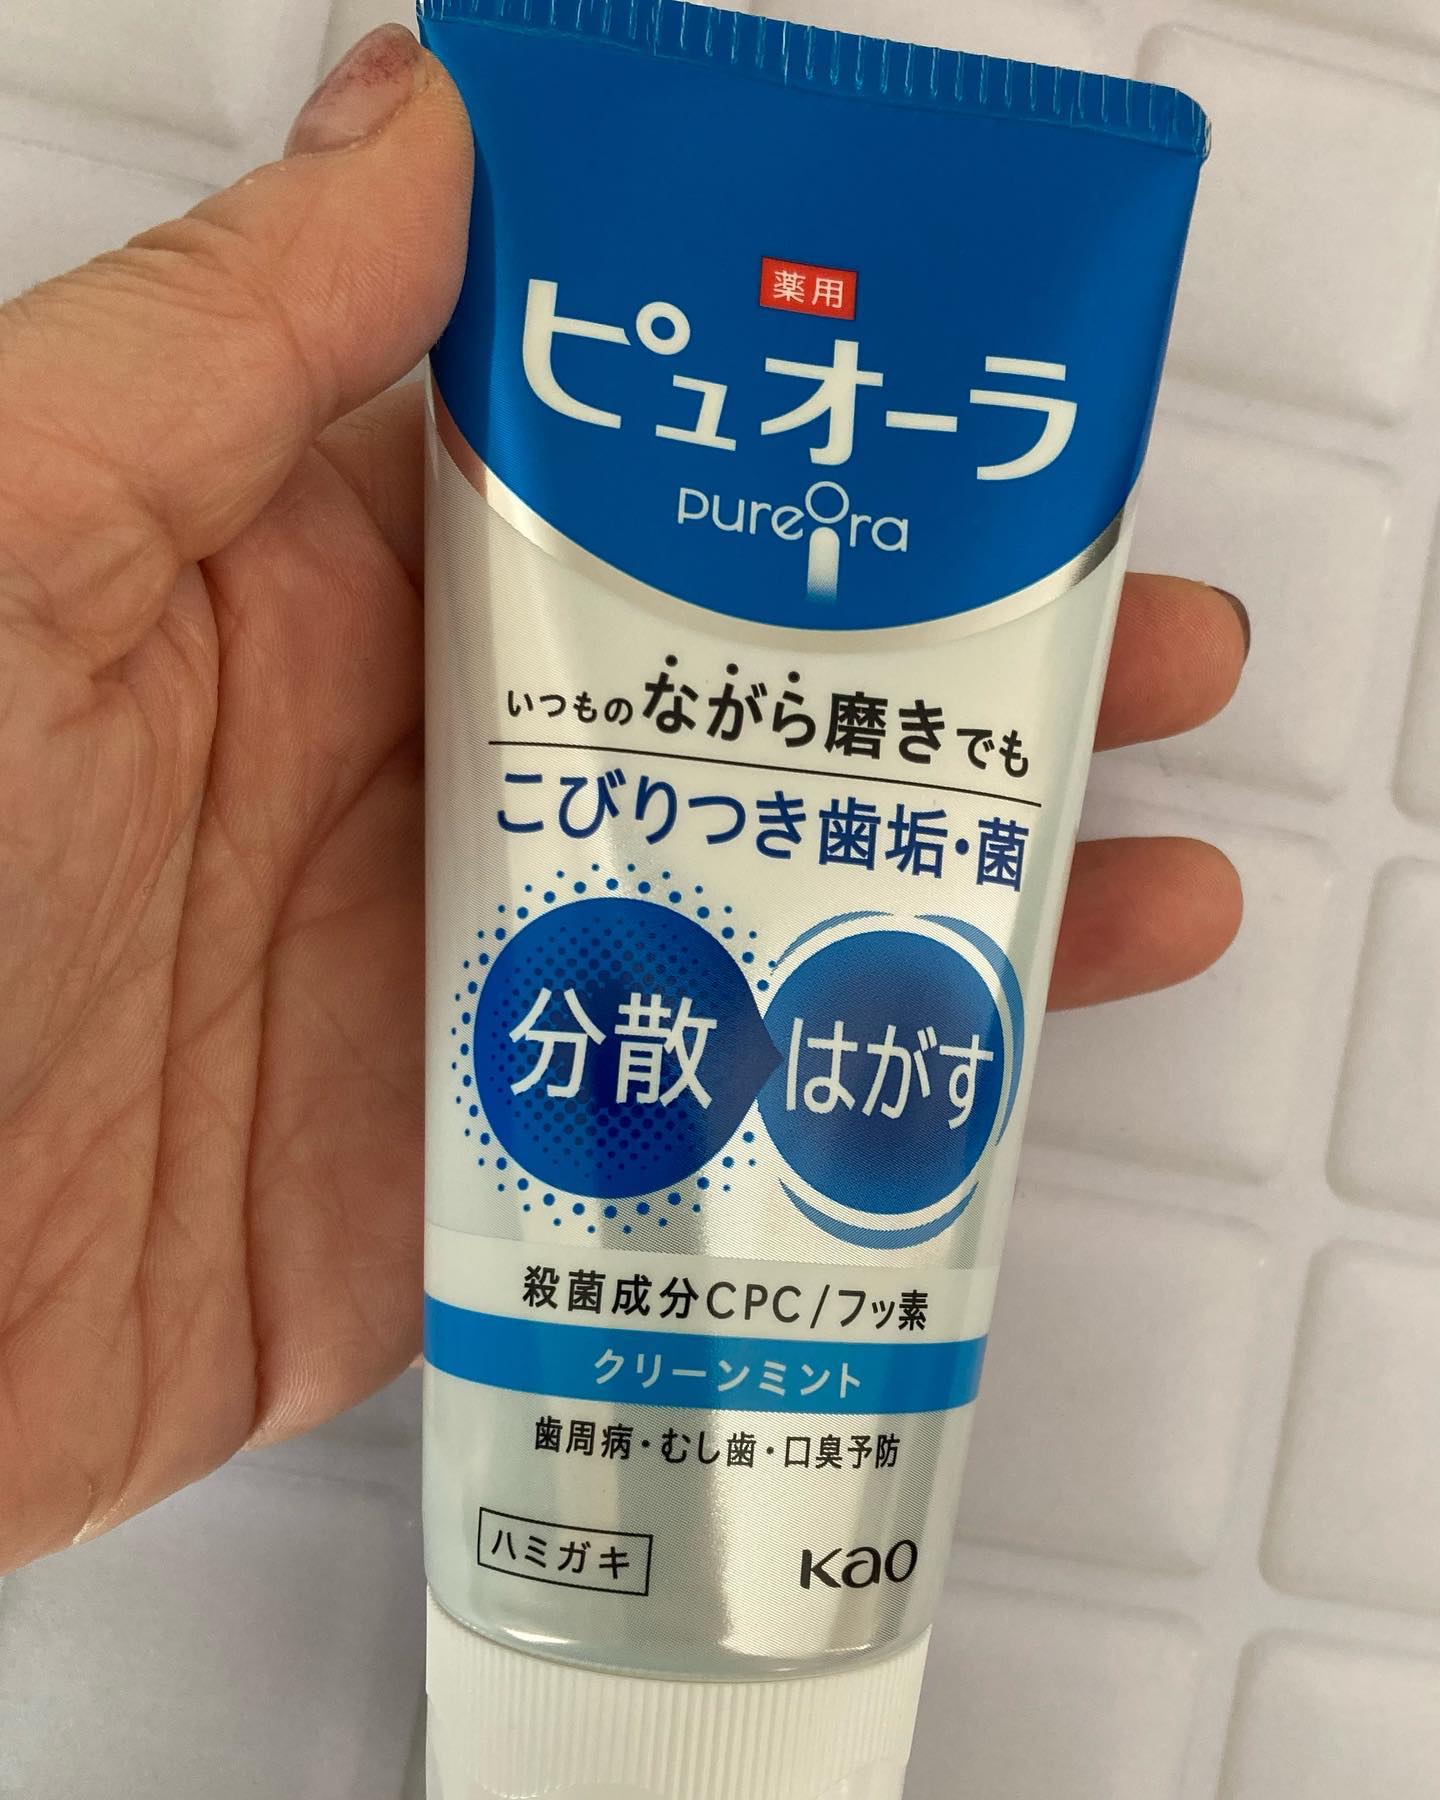 薬用
ピュオーラ
pureora
いつものながら磨きでも
こびりつき歯垢・菌
分散 はがす
殺菌成分CPC/フッ素
クリーンミント
歯周病・むし歯・口臭予防
ハミガキ
Kao